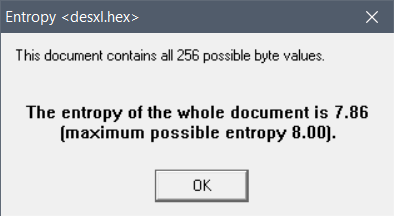 Entropy <desxl.hex>
This document contains all 256 possible byte values.
The entropy of the whole document is 7.86
(maximum possible entropy 8.00).
OK